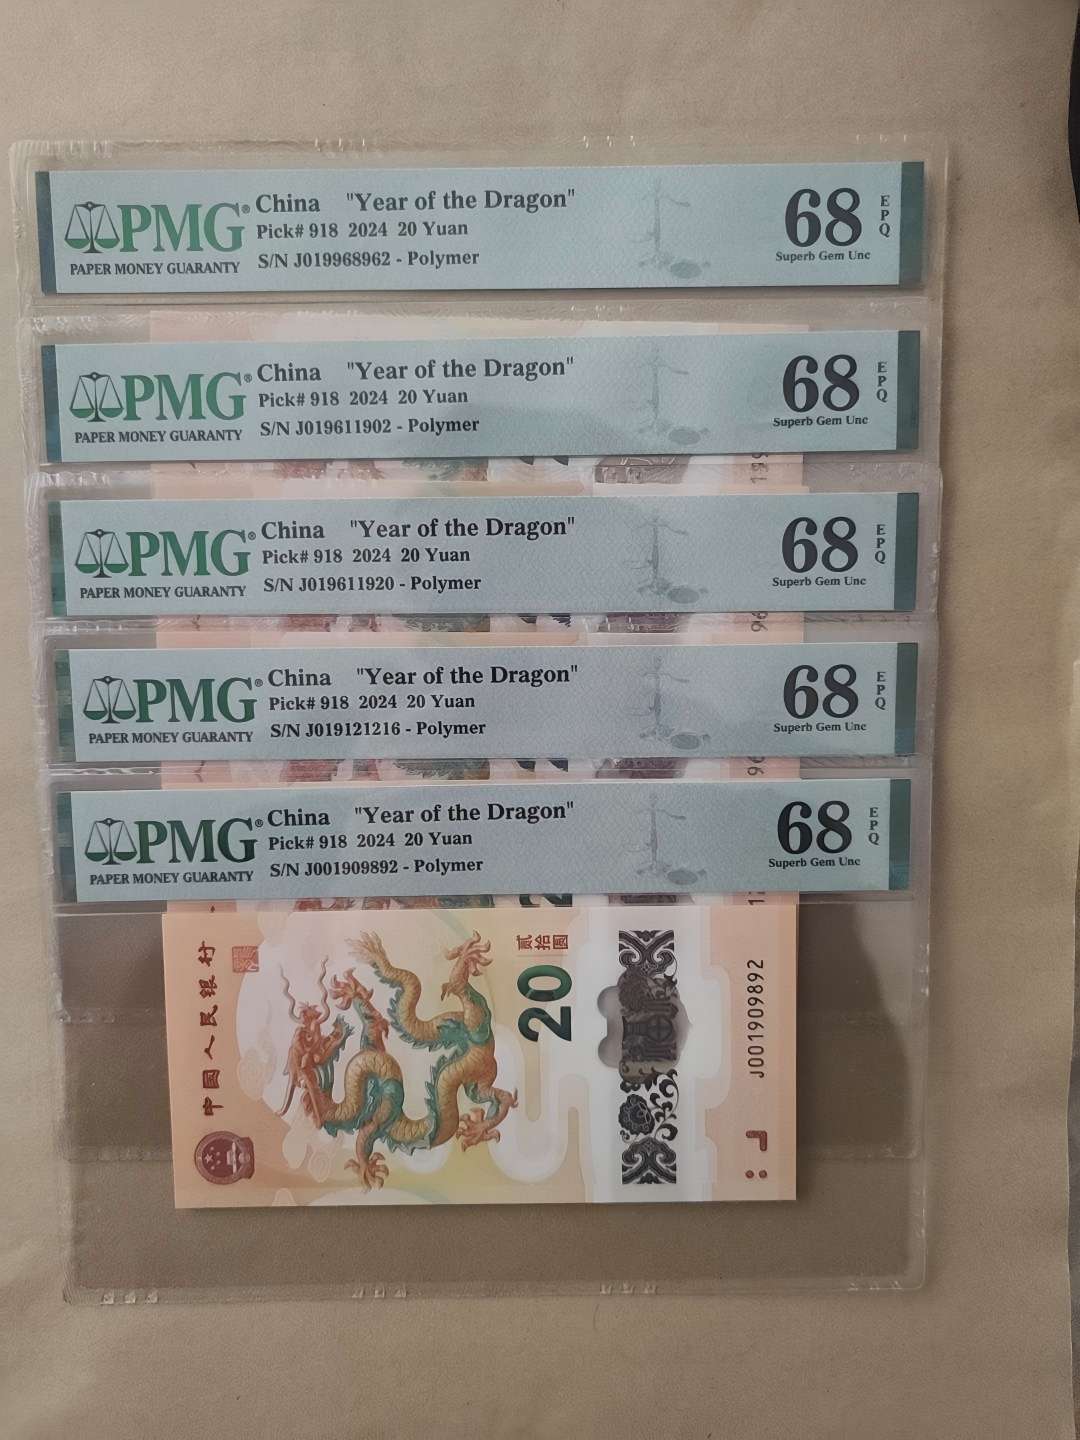 PMG®
PAPER MONEY GUARANTY
China "Year of the Dragon"
Pick# 918 2024 20 Yuan
S/N J019968962 - Polymer
68
EPQ
Superb Gem Unc
PMG®
PAPER MONEY GUARANTY
China "Year of the Dragon"
Pick# 918 2024 20 Yuan
S/N J019611902 - Polymer
68
EPQ
Superb Gem Unc
PMG®
PAPER MONEY GUARANTY
China "Year of the Dragon"
Pick# 918 2024 20 Yuan
S/N J019611920 - Polymer
68
EPQ
Superb Gem Unc
PMG®
PAPER MONEY GUARANTY
China "Year of the Dragon"
Pick# 918 2024 20 Yuan
S/N J019121216 - Polymer
68
EPQ
Superb Gem Unc
PMG®
PAPER MONEY GUARANTY
China "Year of the Dragon"
Pick# 918 2024 20 Yuan
S/N J001909892 - Polymer
68
EPQ
Superb Gem Unc
中国人民银行
贰拾圆
20
福
J001909892